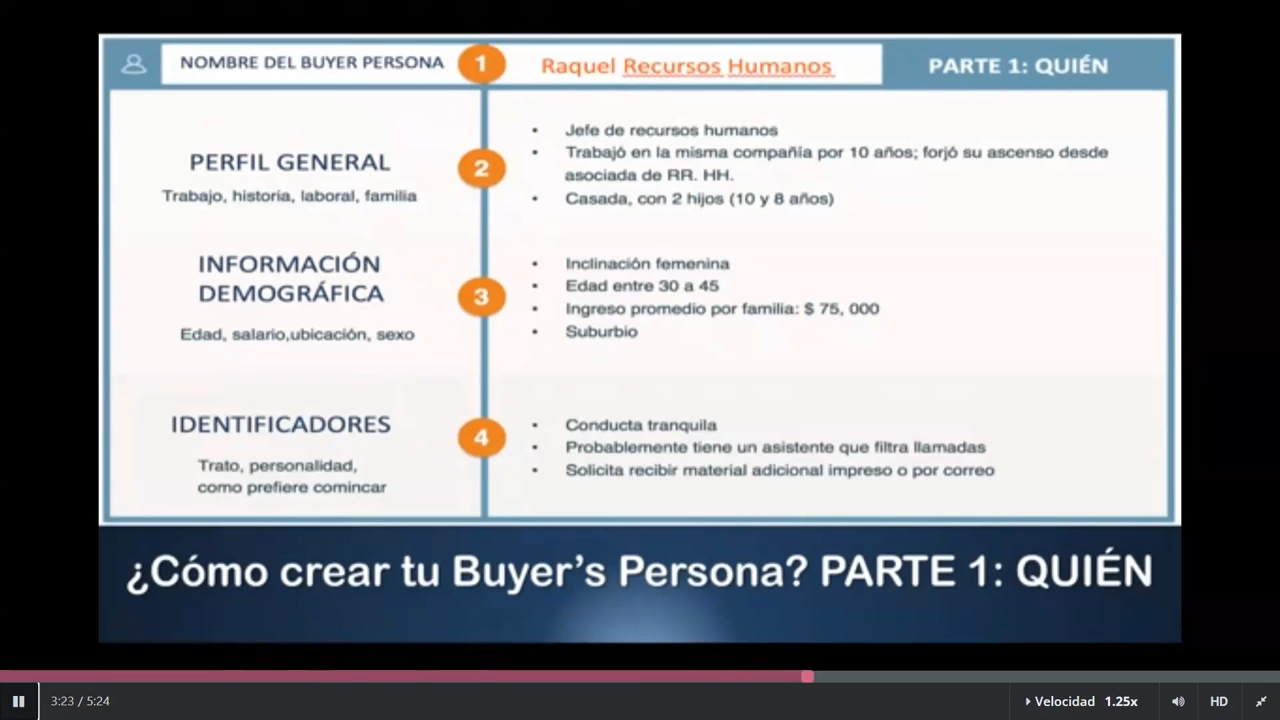 NOMBRE DEL BUYER PERSONA 1 Raquel Recursos Humanos PARTE 1: QUIÉN
PERFIL GENERAL
Trabajo, historia, laboral, familia
2
• Jefe de recursos humanos
• Trabajó en la misma compañía por 10 años; forjó su ascenso desde
asociada de RR. HH.
• Casada, con 2 hijos (10 y 8 años)
INFORMACIÓN
DEMOGRÁFICA
Edad, salario,ubicación, sexo
3
• Inclinación femenina
• Edad entre 30 a 45
• Ingreso promedio por familia: $ 75, 000
• Suburbio
IDENTIFICADORES
Trato, personalidad,
como prefiere comincar
4
• Conducta tranquila
• Probablemente tiene un asistente que filtra llamadas
• Solicita recibir material adicional impreso o por correo
¿Cómo crear tu Buyer’s Persona? PARTE 1: QUIÉN
3:23 / 5:24 Velocidad 1.25x HD